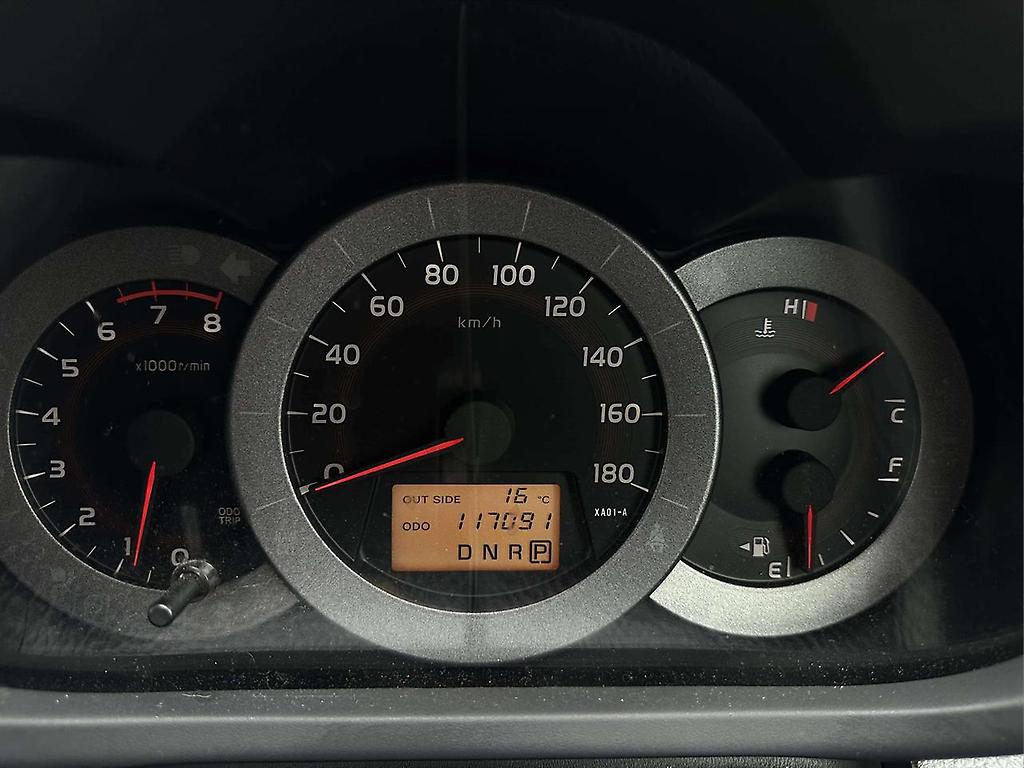 0 1 2 3 4 5 6 7 8
x1000r/min
ODO
TRIP
0 20 40 60 80 100 120 140 160 180
km/h
OUT SIDE 16 °C
ODO 117091
D N R P
XA01-A
H
C
F
E